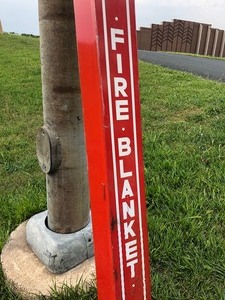 · FIRE · BLANKET ·